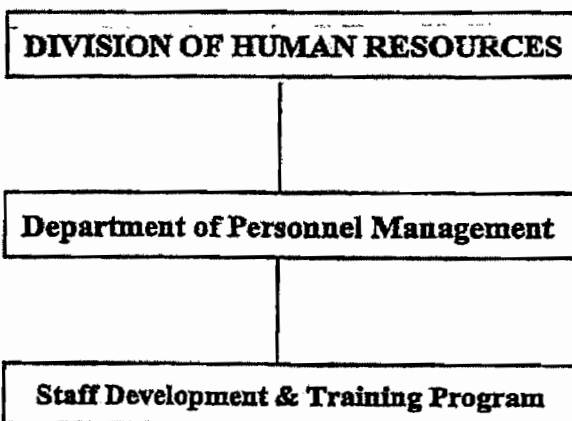 DIVISION OF HUMAN RESOURCES
Department of Personnel Management
Staff Development & Training Program